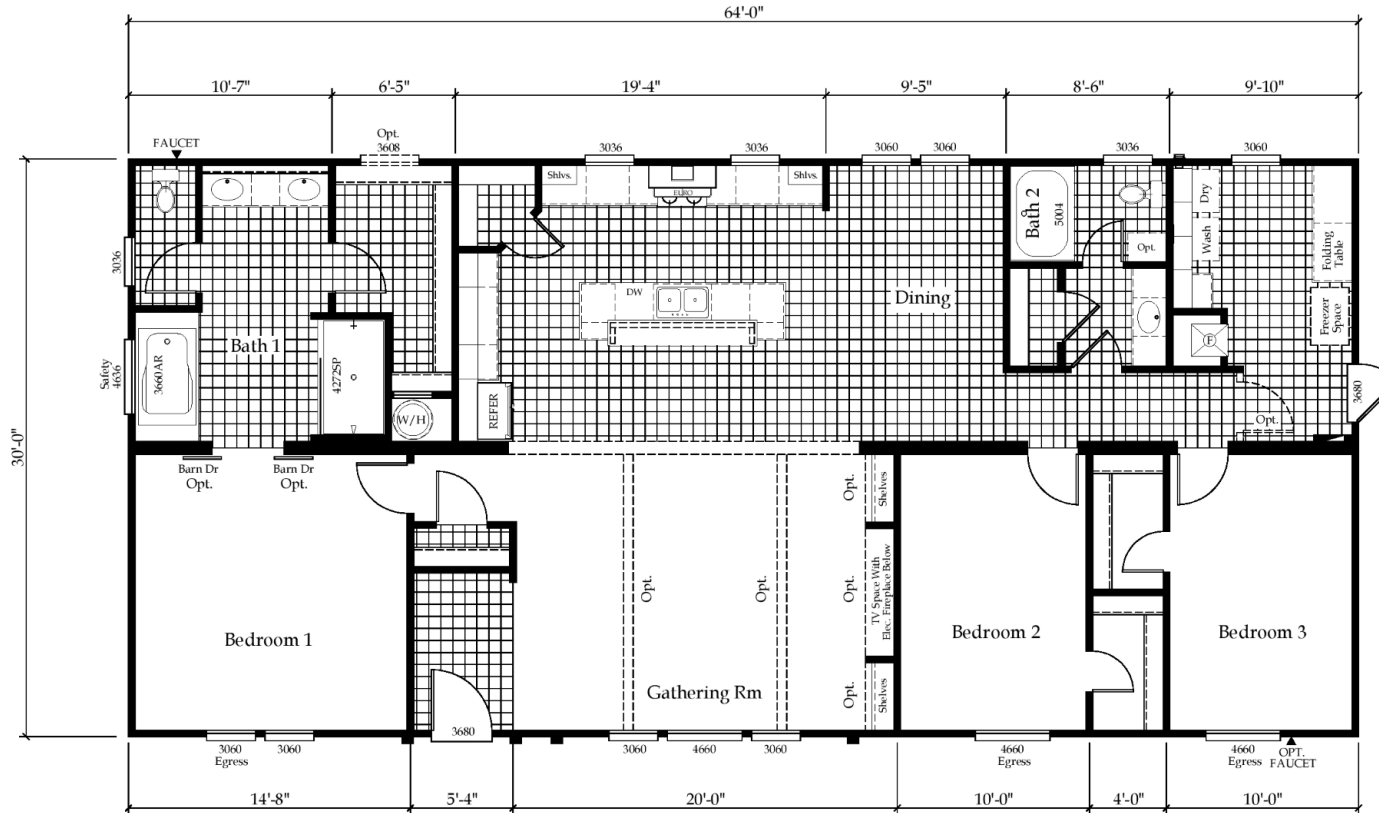 64'-0"
10'-7"
6'-5"
19'-4"
9'-5"
8'-6"
9'-10"
FAUCET
Opt.
3608
3036
3036
3060
3060
3036
3060
Shlvs.
EURO
Shlvs.
Bath 2
5004
Opt.
Dry
Wash
Folding
Table
Freezer
Space
3036
DW
Dining
Bath 1
Safety
4636
3660AR
4272SP
W/H
REFER
F
3680
Opt.
30'-0"
Barn Dr
Opt.
Barn Dr
Opt.
Opt.
Shelves
Opt.
Opt.
Opt.
TV Space With
Elec. Fireplace Below
Bedroom 1
Bedroom 2
Bedroom 3
Gathering Rm
Opt.
Shelves
3680
3060
Egress
3060
3060
4660
3060
4660
Egress
4660
Egress
OPT.
FAUCET
14'-8"
5'-4"
20'-0"
10'-0"
4'-0"
10'-0"